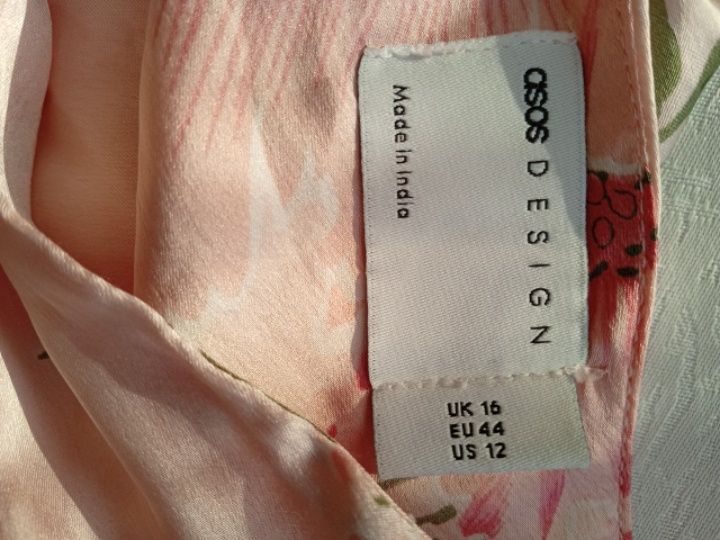 asos DESIGN
Made in India
UK 16
EU 44
US 12